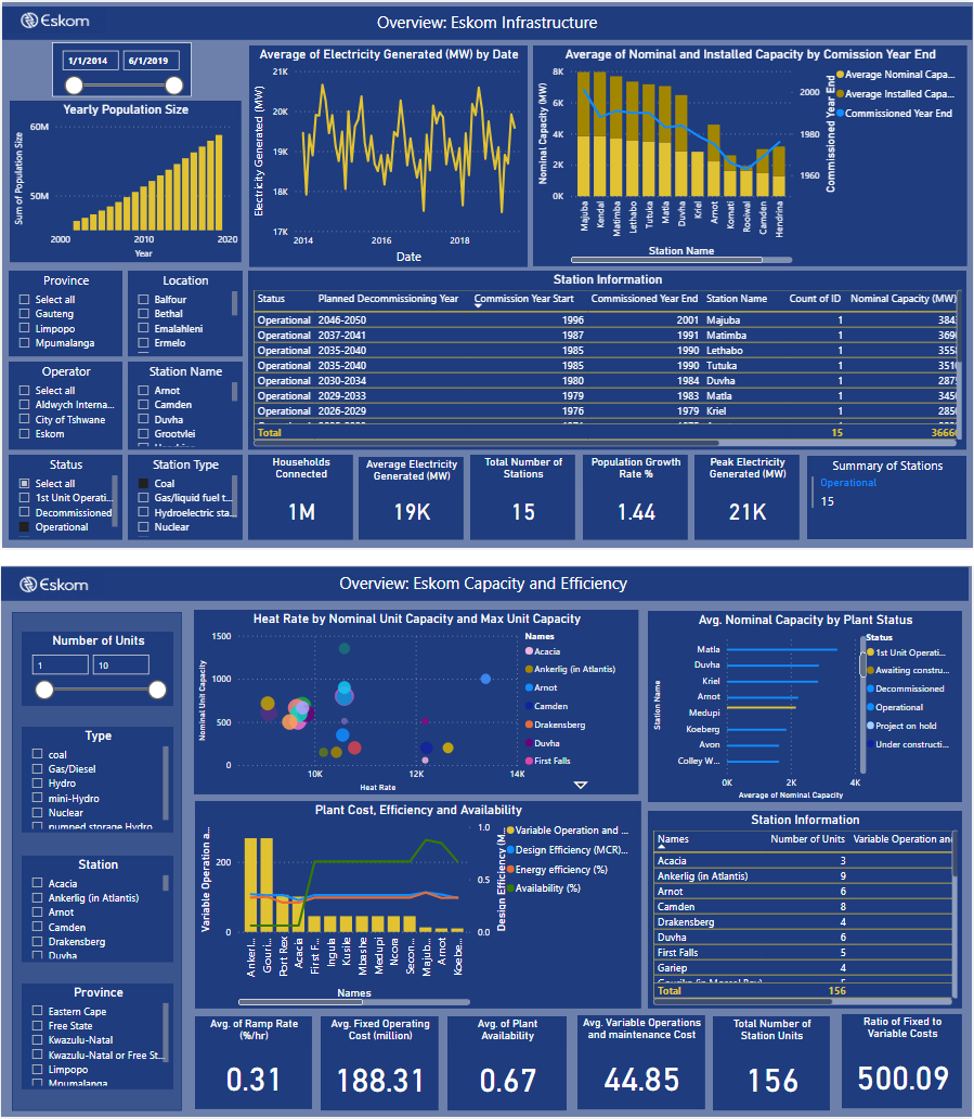 Eskom
Overview: Eskom Infrastructure
1/1/2014
6/1/2019
Yearly Population Size
60M
50M
Sum of Population Size
2000
2010
2020
Year
Average of Electricity Generated (MW) by Date
21K
20K
19K
18K
17K
Electricity Generated (MW)
2014
2016
2018
Date
Average of Nominal and Installed Capacity by Comission Year End
8K
6K
4K
2K
0K
Nominal Capacity (MW)
2000
1980
1960
Commissioned Year End
Average Nominal Capa...
Average Installed Capa...
Commissioned Year End
Majuba
Kendal
Matimba
Lethabo
Tutuka
Matla
Duvha
Kriel
Arnot
Komati
Rooiwal
Camden
Hendrina
Station Name
Province
Select all
Gauteng
Limpopo
Mpumalanga
Location
Balfour
Bethal
Emalahleni
Ermelo
Operator
Select all
Aldwych Interna...
City of Tshwane
Eskom
Station Name
Arnot
Camden
Duvha
Grootvlei
Status
Select all
1st Unit Operati...
Decommissioned
Operational
Station Type
Coal
Gas/liquid fuel t...
Hydroelectric sta...
Nuclear
Station Information
Status Planned Decommissioning Year Commission Year Start Commissioned Year End Station Name Count of ID Nominal Capacity (MW)
Operational 2046-2050 1996 2001 Majuba 1 384
Operational 2037-2041 1987 1991 Matimba 1 369
Operational 2035-2040 1985 1990 Lethabo 1 355
Operational 2035-2040 1985 1990 Tutuka 1 351
Operational 2030-2034 1980 1984 Duvha 1 287
Operational 2029-2033 1979 1983 Matla 1 345
Operational 2026-2029 1976 1979 Kriel 1 285
Total 15 3666
Households Connected
1M
Average Electricity Generated (MW)
19K
Total Number of Stations
15
Population Growth Rate %
1.44
Peak Electricity Generated (MW)
21K
Summary of Stations
Operational
15
Eskom
Overview: Eskom Capacity and Efficiency
Number of Units
1
10
Type
coal
Gas/Diesel
Hydro
mini-Hydro
Nuclear
pumped storage Hydro
Station
Acacia
Ankerlig (in Atlantis)
Arnot
Camden
Drakensberg
Duvha
Province
Eastern Cape
Free State
Kwazulu-Natal
Kwazulu-Natal or Free St...
Limpopo
Mpumalanga
Heat Rate by Nominal Unit Capacity and Max Unit Capacity
1500
1000
500
0
Nominal Unit Capacity
10K
12K
14K
Heat Rate
Names
Acacia
Ankerlig (in Atlantis)
Arnot
Camden
Drakensberg
Duvha
First Falls
Avg. Nominal Capacity by Plant Status
Station Name
Matla
Duvha
Kriel
Arnot
Medupi
Koeberg
Avon
Colley W...
0K
2K
4K
Average of Nominal Capacity
Status
1st Unit Operati...
Awaiting constru...
Decommissioned
Operational
Project on hold
Under constructi...
Plant Cost, Efficiency and Availability
Variable Operation a...
200
0
1.0
0.5
0.0
Design Efficiency (M...
Variable Operation and ...
Design Efficiency (MCR)...
Energy efficiency (%)
Availability (%)
Ankerl...
Gouri...
Port Rex
Acacia
First F...
Ingula
Kusile
Mbashe
Medupi
Ncora
Secon...
Majub...
Arnot
Koebe...
Names
Station Information
Names Number of Units Variable Operation an
Acacia 3
Ankerlig (in Atlantis) 9
Arnot 6
Camden 8
Drakensberg 4
Duvha 6
First Falls 5
Gariep 4
Total 156
Avg. of Ramp Rate (%/hr)
0.31
Avg. Fixed Operating Cost (million)
188.31
Avg. of Plant Availability
0.67
Avg. Variable Operations and maintenance Cost
44.85
Total Number of Station Units
156
Ratio of Fixed to Variable Costs
500.09